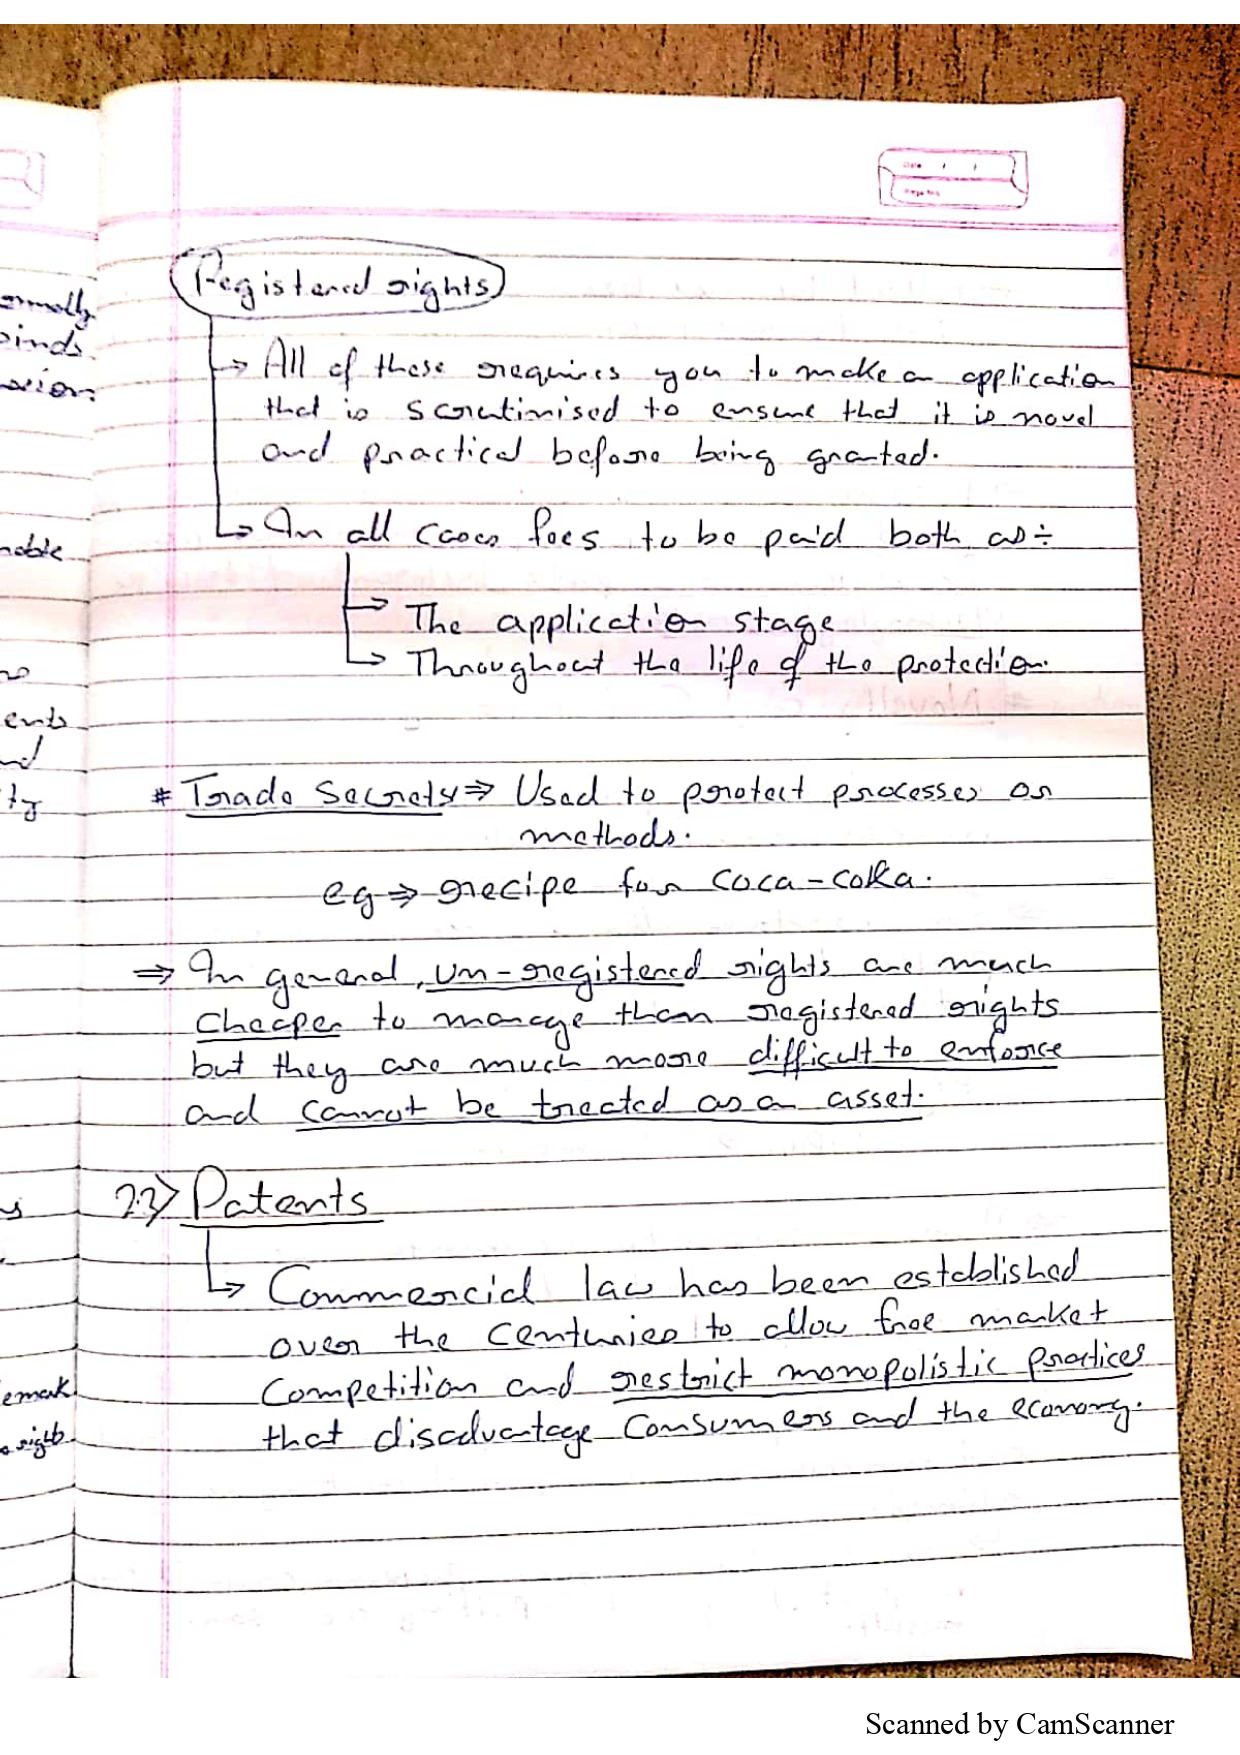 Date / /
Page No.
Registered rights
→ All of these requires you to make an application
that is scrutinised to ensure that it is novel
and practical before being granted.
→ In all cases fees to be paid both as ÷
→ The application stage
→ Throughout the life of the protection.
# Trade Secrets ⇒ Used to protect processes or
methods.
eg ⇒ recipe for Coca-Coka.
⇒ In general, un-registered rights are much
cheaper to manage than registered rights
but they are much more difficult to enforce
and cannot be treated as an asset.
2.3) Patents
→ Commercial law has been established
over the centuries to allow free market
competition and restrict monopolistic practices
that disadvantage consumers and the economy.
Scanned by CamScanner